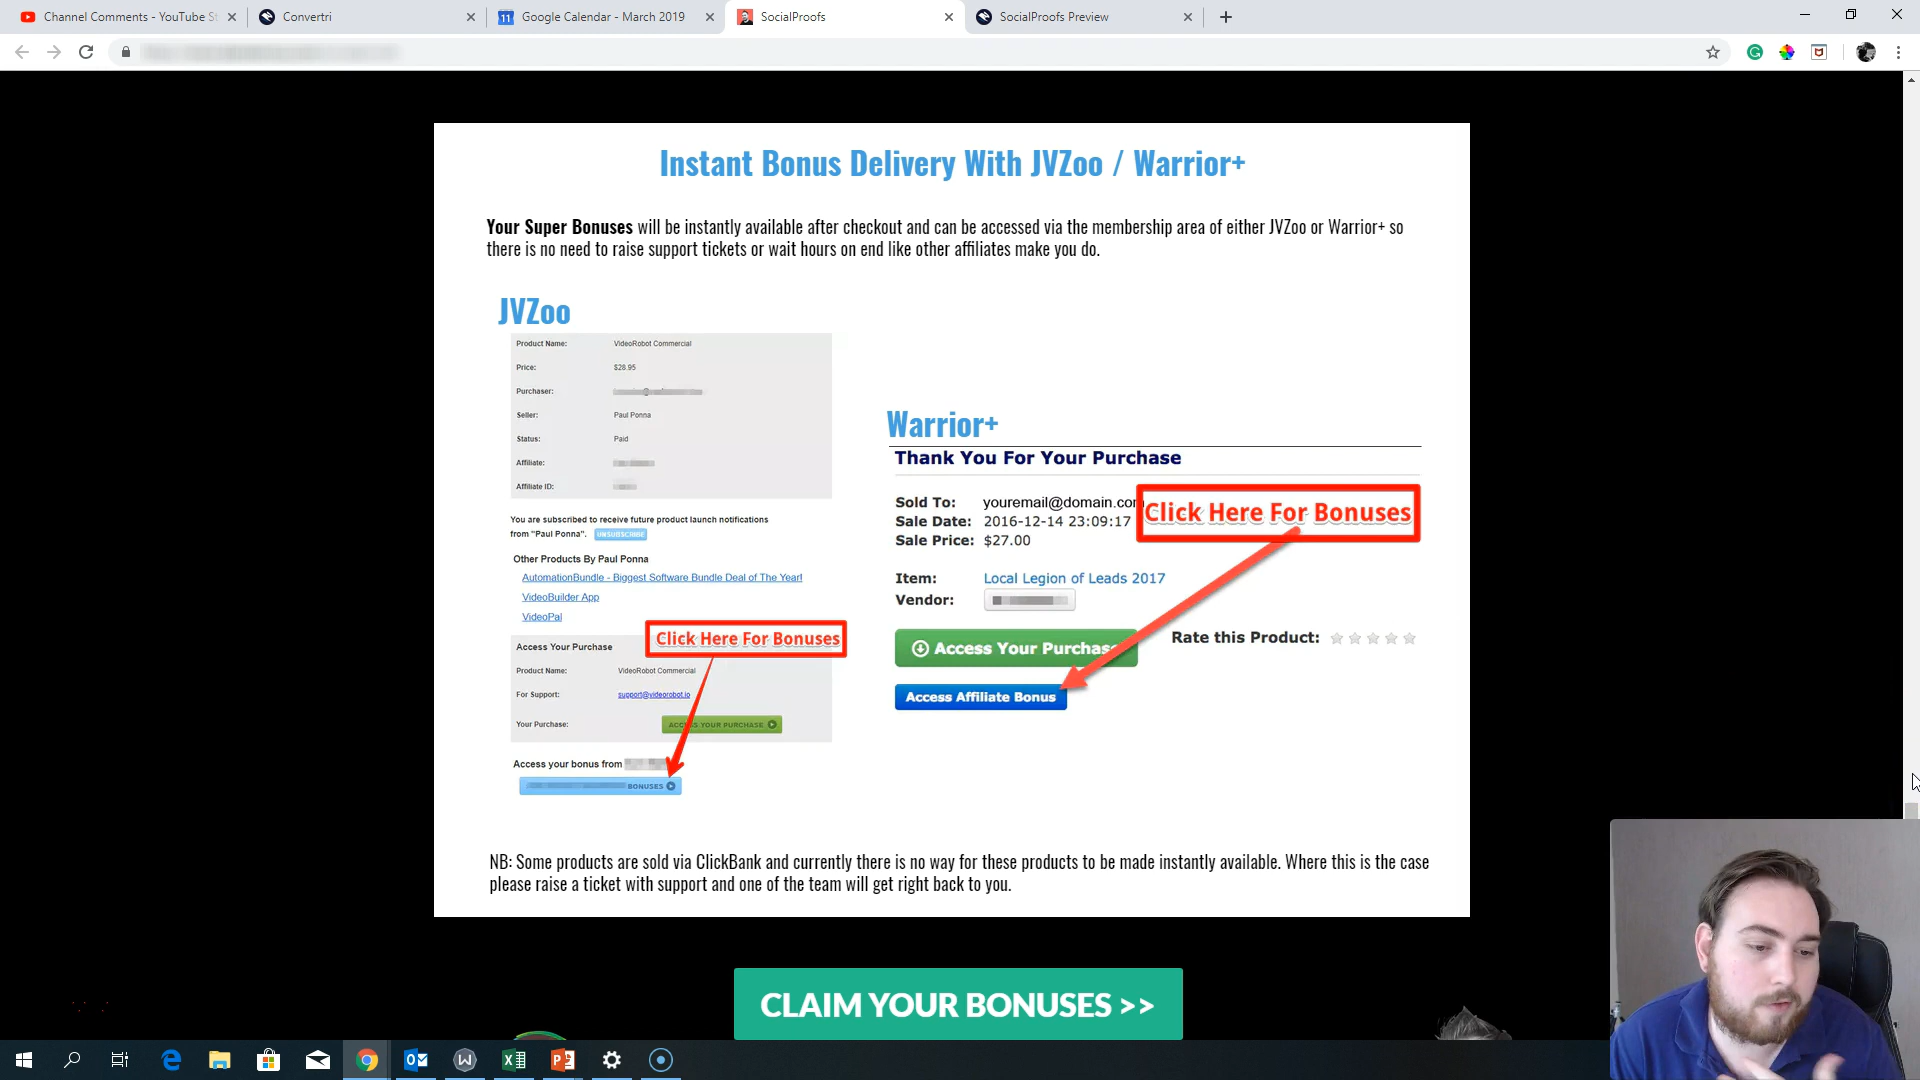 Channel Comments - YouTube St
Convertri
Google Calendar - March 2019
SocialProofs
SocialProofs Preview
Instant Bonus Delivery With JVZoo / Warrior+
Your Super Bonuses will be instantly available after checkout and can be accessed via the membership area of either JVZoo or Warrior+ so
there is no need to raise support tickets or wait hours on end like other affiliates make you do.
JVZoo
Product Name: VideoRobot Commercial
Price: $28.95
Purchaser:
Seller: Paul Ponna
Status: Paid
Affiliate:
Affiliate ID:
You are subscribed to receive future product launch notifications
from "Paul Ponna". UNSUBSCRIBE
Other Products By Paul Ponna
AutomationBundle - Biggest Software Bundle Deal of The Year!
VideoBuilder App
VideoPal
Click Here For Bonuses
Access Your Purchase
Product Name: VideoRobot Commercial
For Support: support@videorobot.io
Your Purchase: ACCESS YOUR PURCHASE
Access your bonus from
BONUSES
Warrior+
Thank You For Your Purchase
Sold To: youremail@domain.com
Sale Date: 2016-12-14 23:09:17
Sale Price: $27.00
Click Here For Bonuses
Item: Local Legion of Leads 2017
Vendor:
Access Your Purchase
Rate this Product:
Access Affiliate Bonus
NB: Some products are sold via ClickBank and currently there is no way for these products to be made instantly available. Where this is the case
please raise a ticket with support and one of the team will get right back to you.
CLAIM YOUR BONUSES >>